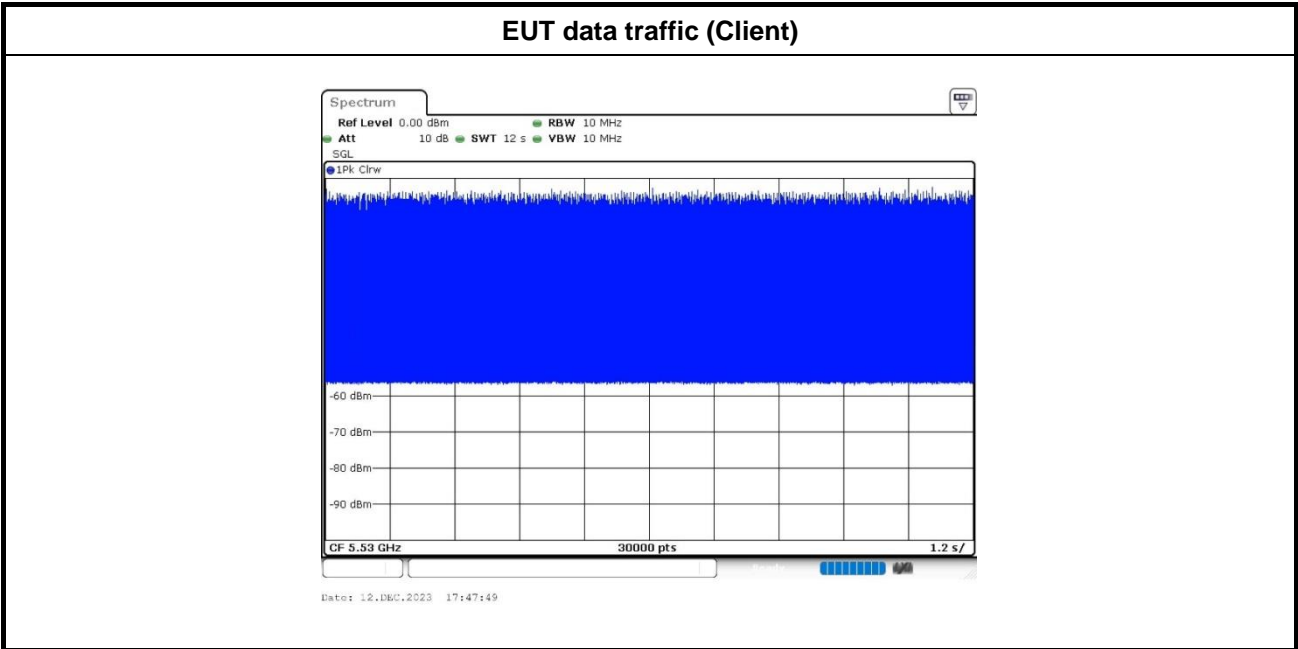 EUT data traffic (Client)
Spectrum
Ref Level 0.00 dBm RBW 10 MHz
Att 10 dB SWT 12 s VBW 10 MHz
SGL
1Pk Clrw
-60 dBm
-70 dBm
-80 dBm
-90 dBm
CF 5.53 GHz 30000 pts 1.2 s/
Date: 12.DEC.2023 17:47:49